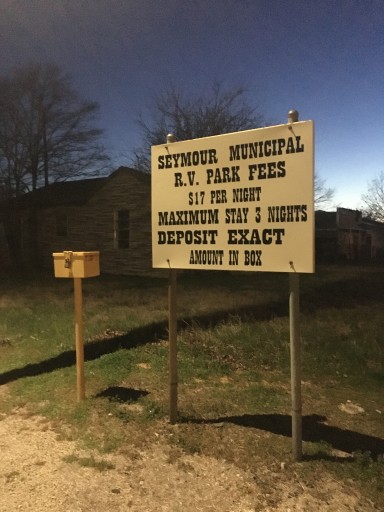 SEYMOUR MUNICIPAL
R.V. PARK FEES
$17 PER NIGHT
MAXIMUM STAY 3 NIGHTS
DEPOSIT EXACT
AMOUNT IN BOX